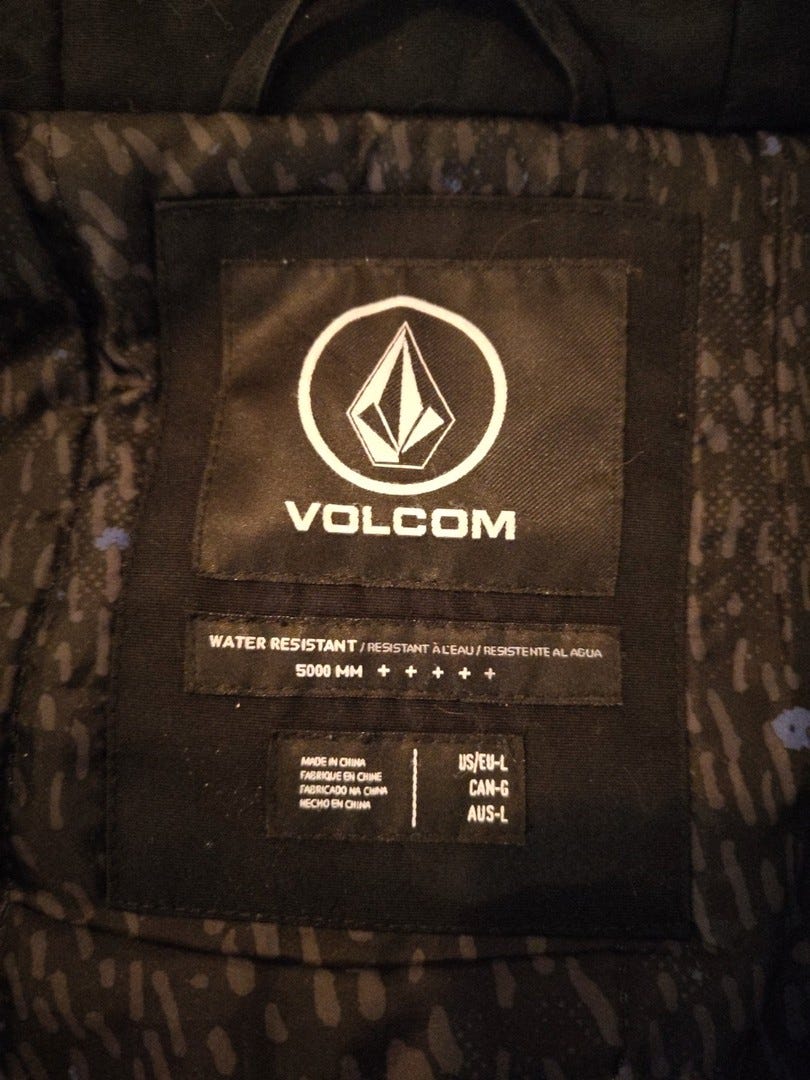 VOLCOM
WATER RESISTANT / RESISTANT À L'EAU / RESISTENTE AL AGUA
5000 MM + + + + +
MADE IN CHINA
FABRIQUE EN CHINE
FABRICADO NA CHINA
HECHO EN CHINA
US/EU-L
CAN-G
AUS-L